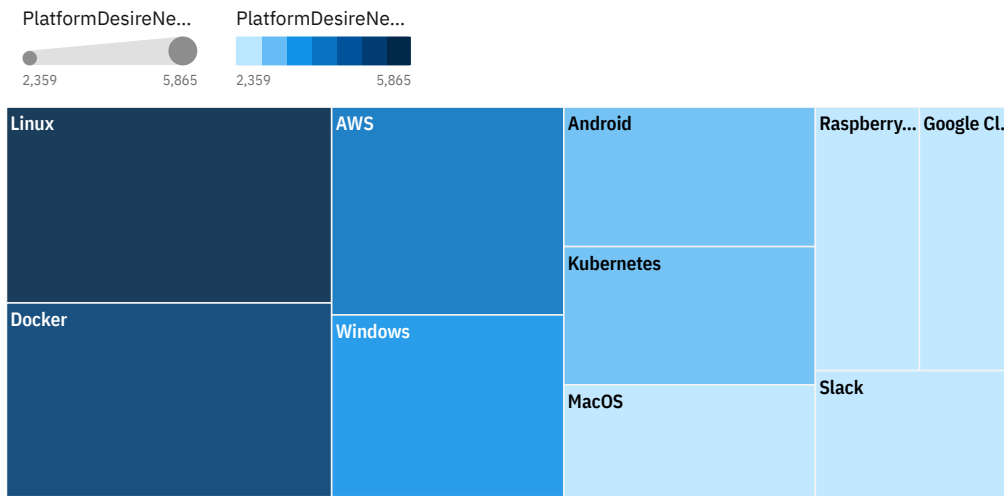 PlatformDesireNe... PlatformDesireNe...
2,359 5,865 2,359 5,865
Linux AWS Android Raspberry... Google Cl.
Kubernetes
Docker
Windows
Slack
MacOS